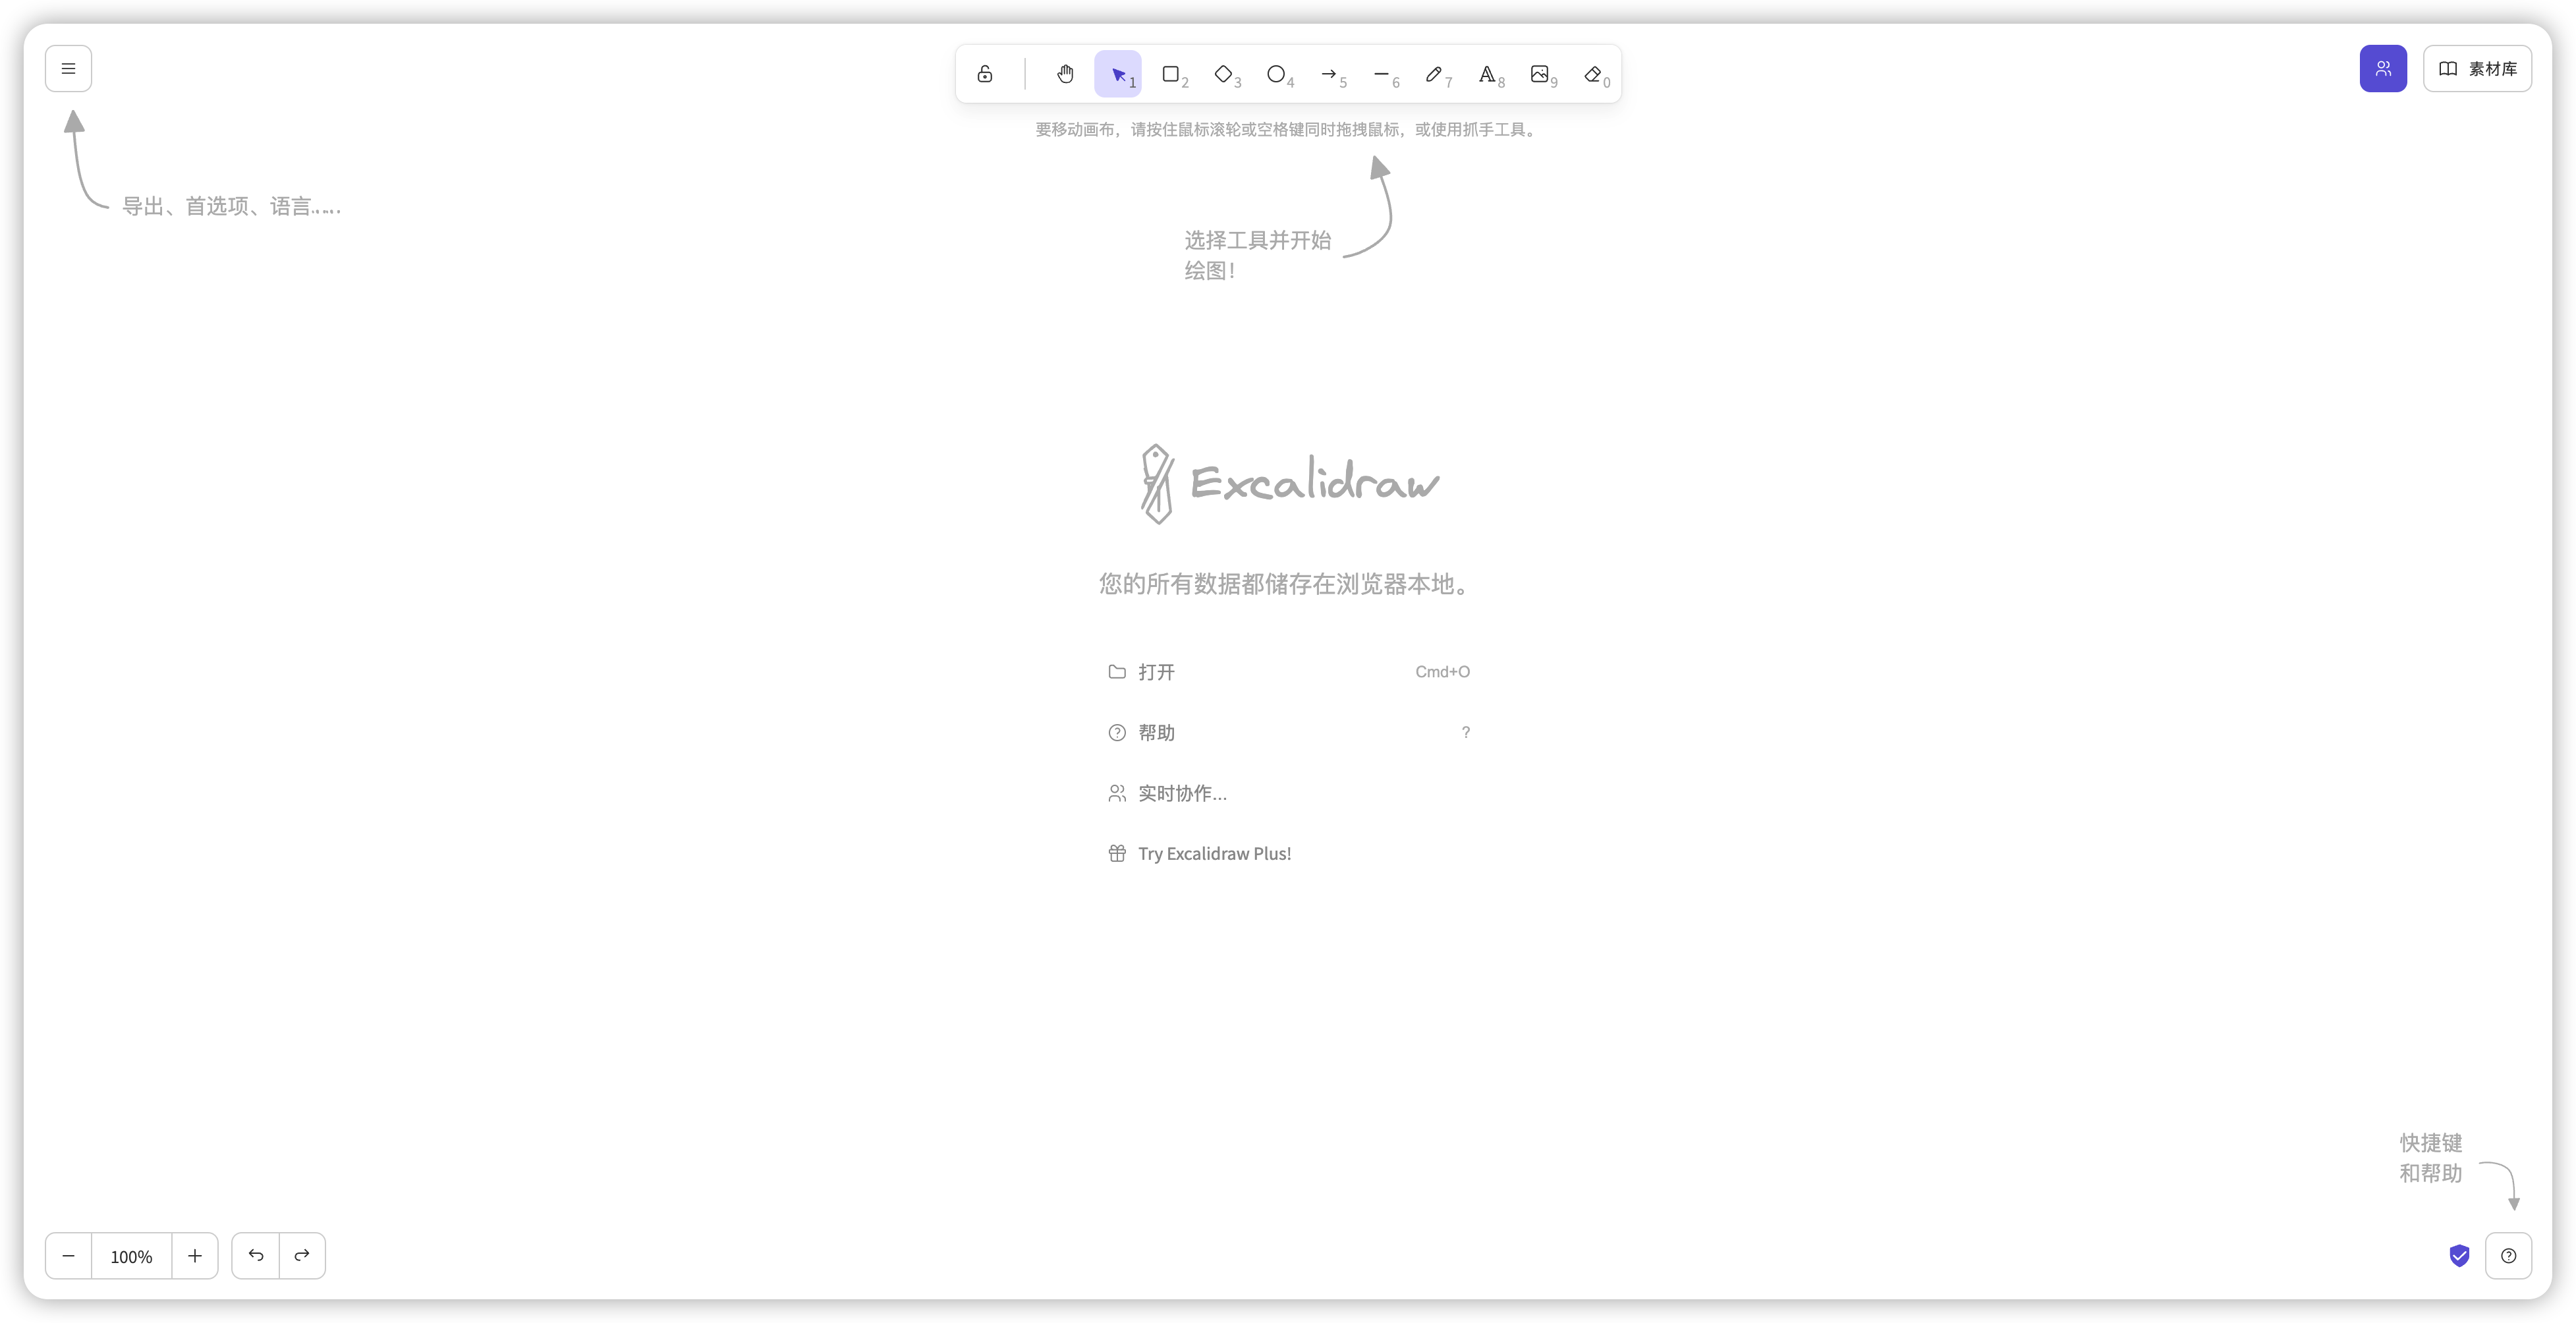 1
2
3
4
5
6
7
8
9
0
素材库
要移动画布，请按住鼠标滚轮或空格键同时拖拽鼠标，或使用抓手工具。
导出、首选项、语言……
选择工具并开始
绘图！
Excalidraw
您的所有数据都储存在浏览器本地。
打开 Cmd+O
帮助 ?
实时协作...
Try Excalidraw Plus!
快捷键
和帮助
100%